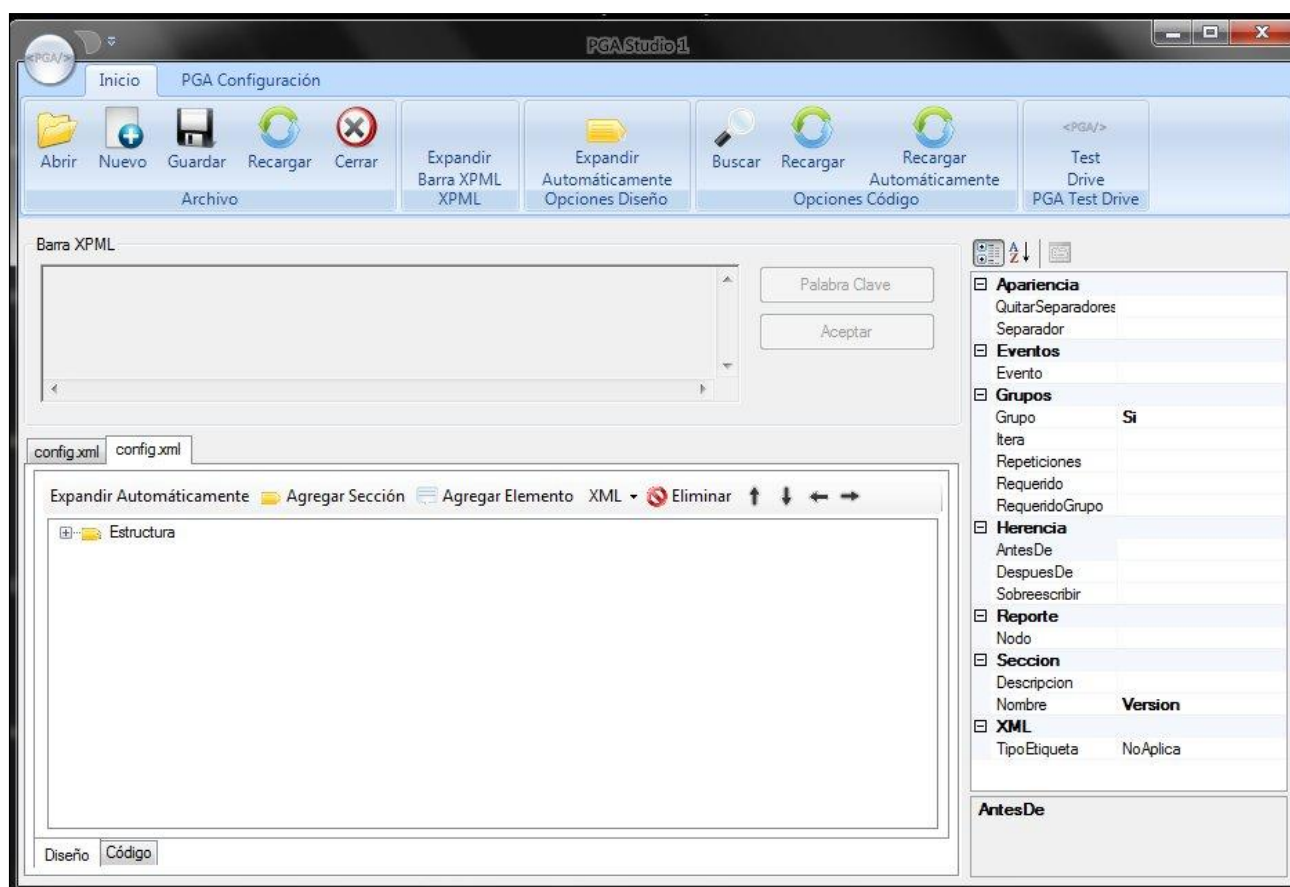 PGA Studio 1
<PGA/>
Inicio PGA Configuración
Abrir Nuevo Guardar Recargar Cerrar
Archivo
Expandir
Barra XPML
XPML
Expandir
Automáticamente
Opciones Diseño
Buscar Recargar Recargar
Automáticamente
Opciones Código
<PGA/>
Test
Drive
PGA Test Drive
Barra XPML
Palabra Clave
Aceptar
config.xml config.xml
Expandir Automáticamente Agregar Sección Agregar Elemento XML Eliminar
Estructura
Diseño Código
A
Z
Apariencia
QuitarSeparadores
Separador
Eventos
Evento
Grupos
Grupo Si
Itera
Repeticiones
Requerido
RequeridoGrupo
Herencia
AntesDe
DespuesDe
Sobreescribir
Reporte
Nodo
Seccion
Descripcion
Nombre Version
XML
TipoEtiqueta NoAplica
AntesDe